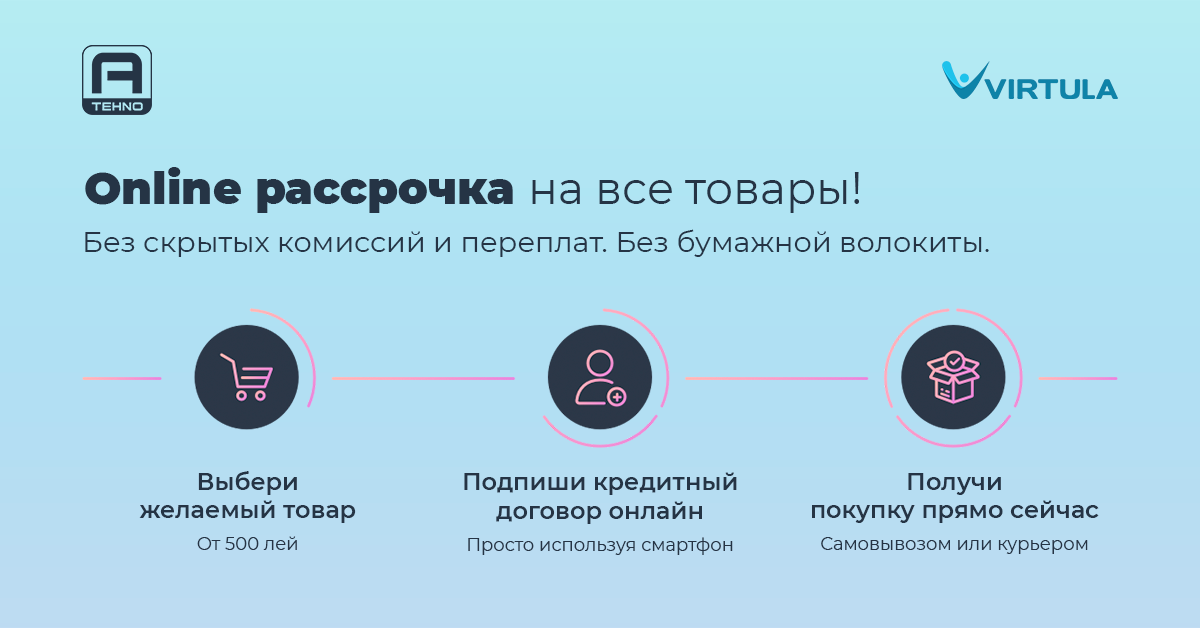 A
TEHNO
VIRTULA
Online рассрочка на все товары!
Без скрытых комиссий и переплат. Без бумажной волокиты.
Выбери
желаемый товар
От 500 лей
Подпиши кредитный
договор онлайн
Просто используя смартфон
Получи
покупку прямо сейчас
Самовывозом или курьером